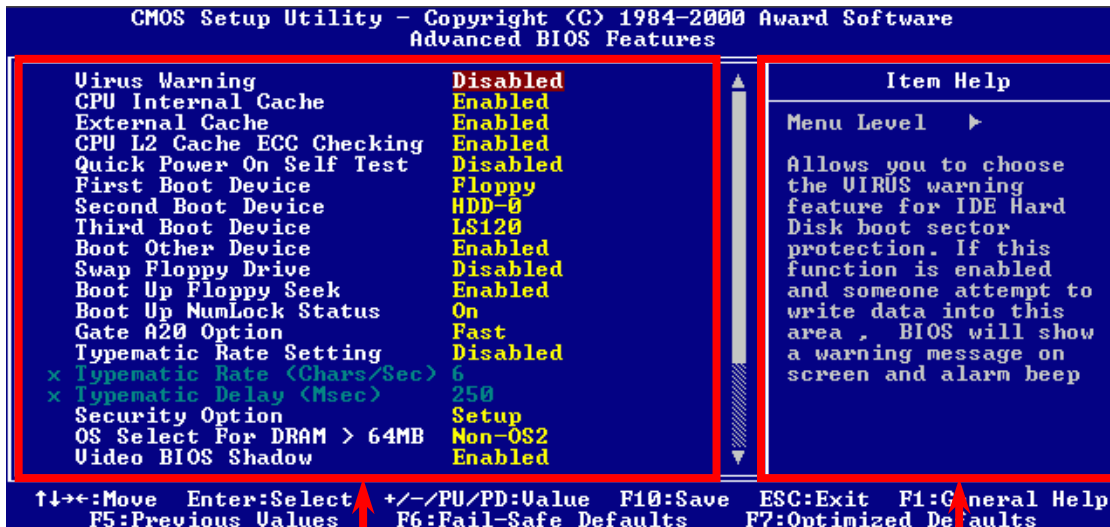 CMOS Setup Utility – Copyright (C) 1984-2000 Award Software
Advanced BIOS Features
Virus Warning Disabled
CPU Internal Cache Enabled
External Cache Enabled
CPU L2 Cache ECC Checking Enabled
Quick Power On Self Test Disabled
First Boot Device Floppy
Second Boot Device HDD-0
Third Boot Device LS120
Boot Other Device Enabled
Swap Floppy Drive Disabled
Boot Up Floppy Seek Enabled
Boot Up NumLock Status On
Gate A20 Option Fast
Typematic Rate Setting Disabled
x Typematic Rate (Chars/Sec) 6
x Typematic Delay (Msec) 250
Security Option Setup
OS Select For DRAM > 64MB Non-OS2
Video BIOS Shadow Enabled
Item Help
Menu Level ►
Allows you to choose
the VIRUS warning
feature for IDE Hard
Disk boot sector
protection. If this
function is enabled
and someone attempt to
write data into this
area , BIOS will show
a warning message on
screen and alarm beep
↑↓→←:Move Enter:Select +/-/PU/PD:Value F10:Save ESC:Exit F1:General Help
F5:Previous Values F6:Fail-Safe Defaults F7:Optimized Defaults